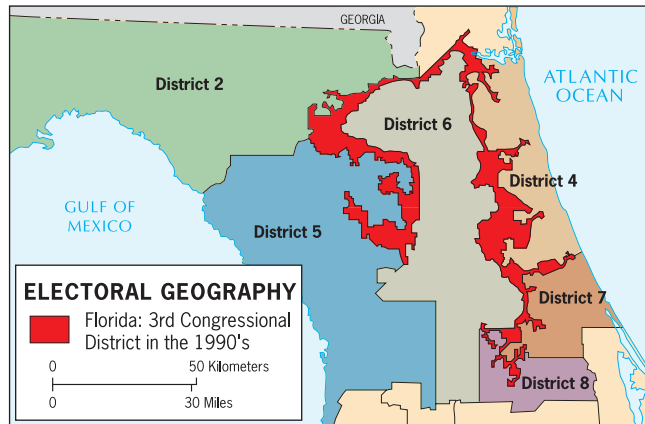 GEORGIA
ATLANTIC
OCEAN
District 2
District 6
District 4
GULF OF
MEXICO
District 5
District 7
District 8
ELECTORAL GEOGRAPHY
Florida: 3rd Congressional
District in the 1990's
0 50 Kilometers
0 30 Miles